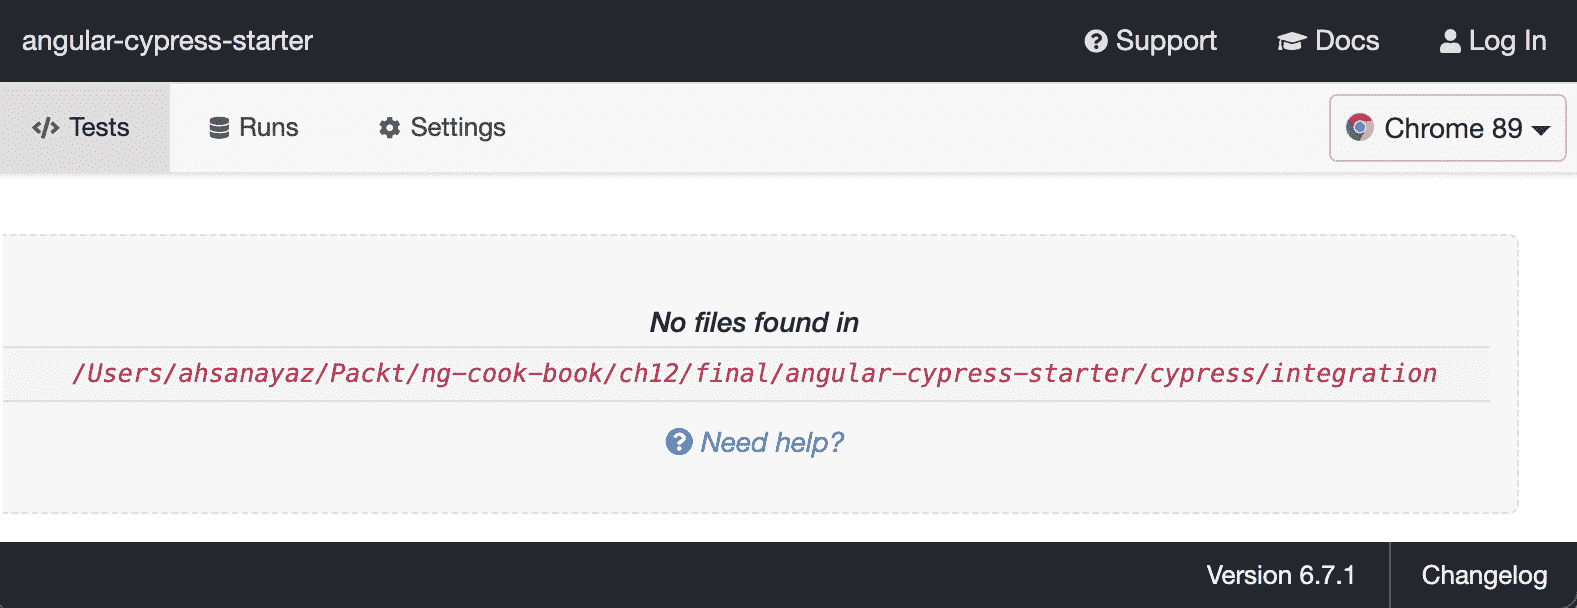 angular-cypress-starter Support Docs Log In
</> Tests Runs Settings Chrome 89
No files found in
/Users/ahsanayaz/Packt/ng-cook-book/ch12/final/angular-cypress-starter/cypress/integration
? Need help?
Version 6.7.1 Changelog